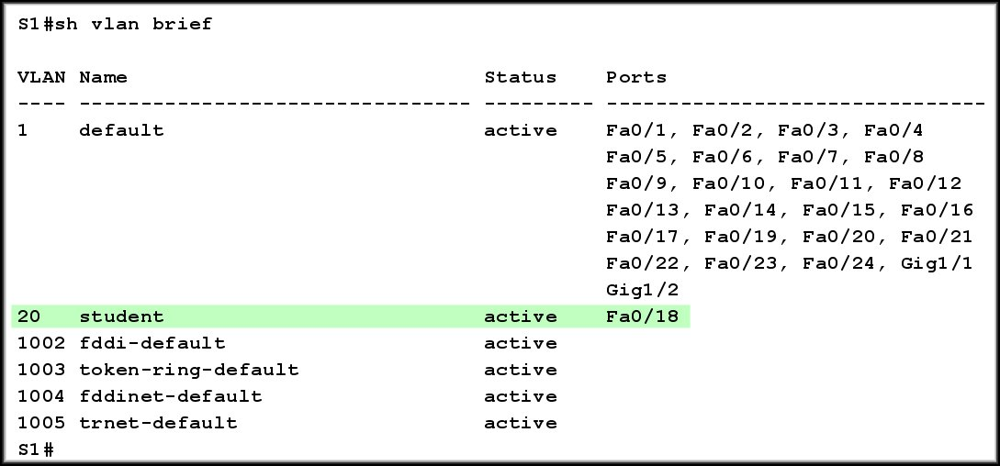 S1#sh vlan brief
VLAN Name Status Ports
---- -------------------------------- --------- -------------------------------
1 default active Fa0/1, Fa0/2, Fa0/3, Fa0/4
Fa0/5, Fa0/6, Fa0/7, Fa0/8
Fa0/9, Fa0/10, Fa0/11, Fa0/12
Fa0/13, Fa0/14, Fa0/15, Fa0/16
Fa0/17, Fa0/19, Fa0/20, Fa0/21
Fa0/22, Fa0/23, Fa0/24, Gig1/1
Gig1/2
20 student active Fa0/18
1002 fddi-default active
1003 token-ring-default active
1004 fddinet-default active
1005 trnet-default active
S1#